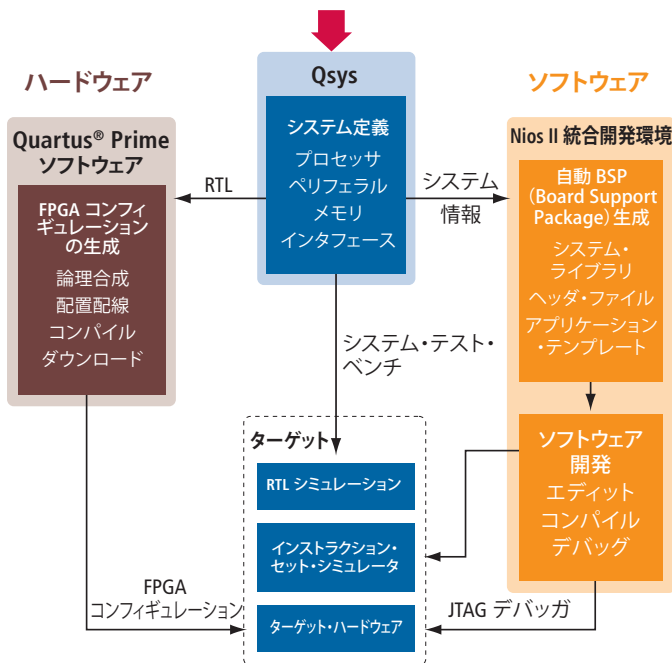 ハードウェア
Qsys
ソフトウェア
Quartus® Prime
ソフトウェア
FPGA コンフィ
ギュレーション
の生成
論理合成
配置配線
コンパイル
ダウンロード
RTL
システム定義
プロセッサ
ペリフェラル
メモリ
インタフェース
システム
情報
Nios II 統合開発環境
自動 BSP
(Board Support
Package) 生成
システム・
ライブラリ
ヘッダ・ファイル
アプリケーション
・テンプレート
システム・テスト・
ベンチ
ソフトウェア
開発
エディット
コンパイル
デバッグ
ターゲット
RTL シミュレーション
インストラクション・
セット・シミュレータ
ターゲット・ハードウェア
FPGA
コンフィギュレーション
JTAG デバッガ